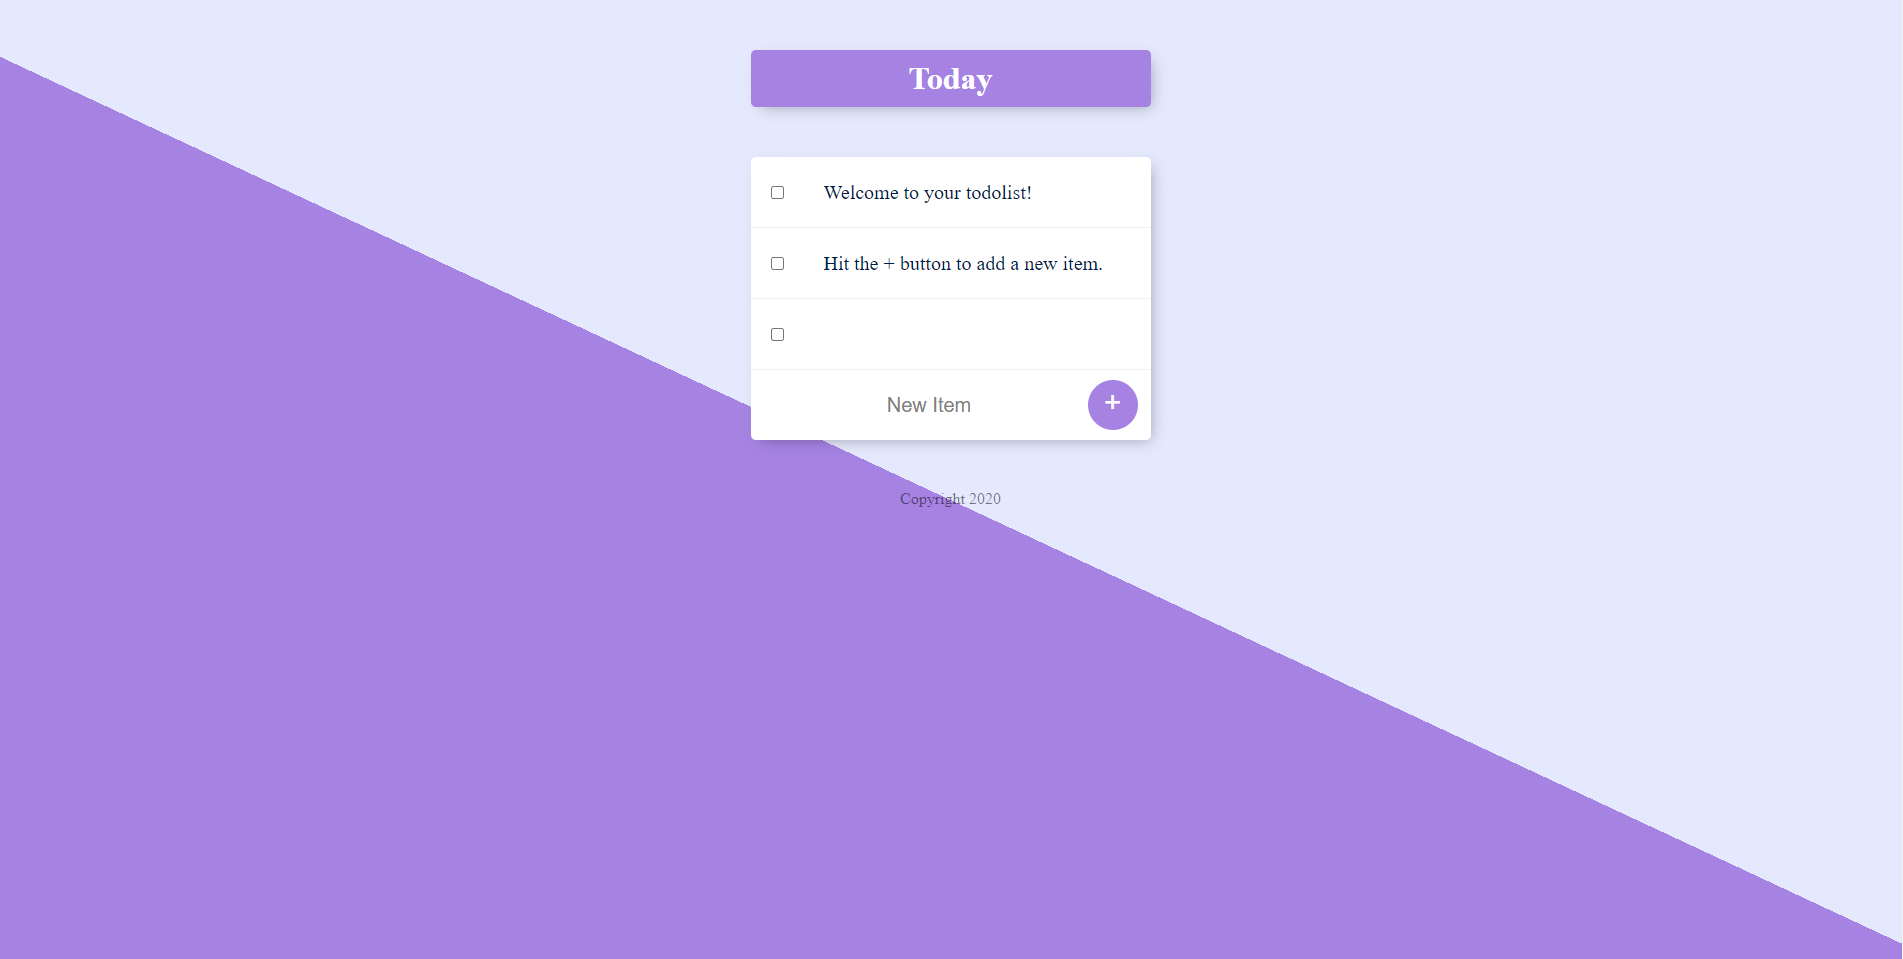 Today
Welcome to your todolist!
Hit the + button to add a new item.
New Item
+
Copyright 2020